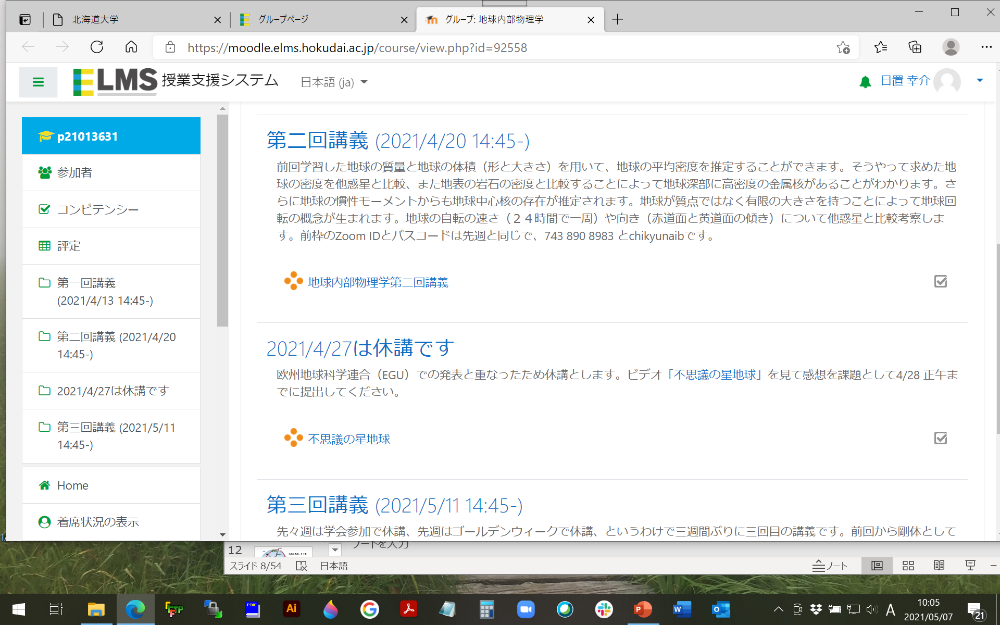 北海道大学
グループページ
グループ: 地球内部物理学
https://moodle.elms.hokudai.ac.jp/course/view.php?id=92558
ELMS 授業支援システム
日本語 (ja)
日置 幸介
p21013631
参加者
コンピテンシー
評定
第一回講義
(2021/4/13 14:45-)
第二回講義 (2021/4/20
14:45-)
2021/4/27は休講です
第三回講義 (2021/5/11
14:45-)
Home
着席状況の表示
第二回講義 (2021/4/20 14:45-)
前回学習した地球の質量と地球の体積（形と大きさ）を用いて、地球の平均密度を推定することができます。そうやって求めた地
球の密度を他惑星と比較、また地表の岩石の密度と比較することによって地球深部に高密度の金属核があることがわかります。さ
らに地球の慣性モーメントからも地球中心核の存在が推定されます。地球が質点ではなく有限の大きさを持つことによって地球回
転の概念が生まれます。地球の自転の速さ（２４時間で一周）や向き（赤道面と黄道面の傾き）について他惑星と比較考察しま
す。前枠のZoom IDとパスコードは先週と同じで、743 890 8983 とchikyunaibです。
地球内部物理学第二回講義
2021/4/27は休講です
欧州地球科学連合（EGU）での発表と重なったため休講とします。ビデオ「不思議の星地球」を見て感想を課題として4/28 正午ま
でに提出してください。
不思議の星地球
第三回講義 (2021/5/11 14:45-)
先々週は学会参加で休講、先週はゴールデンウィークで休講、というわけで三週間ぶりに三回目の講義です。前回から剛体として
12
ノートを入力
スライド 8/54
日本語
ノート
FFFTP
PDIC
Ai
G
P
W
O
A
10:05
2021/05/07
21